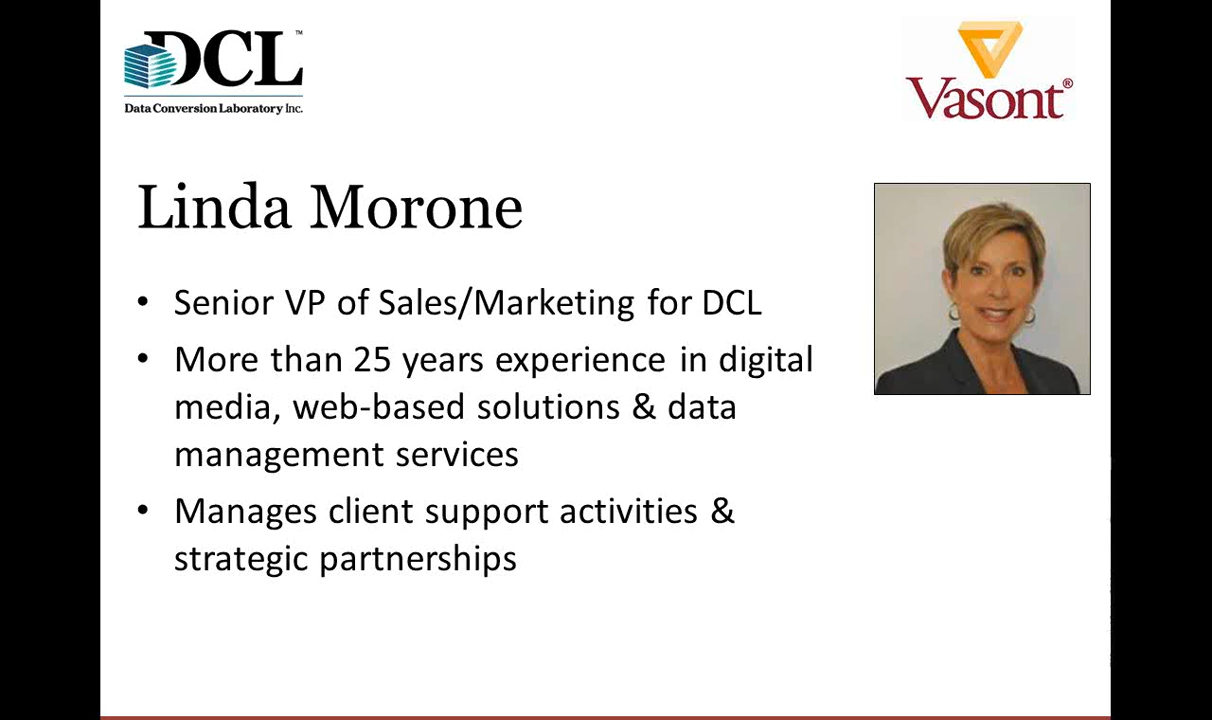 DCL™
Data Conversion Laboratory Inc.
Vasont®
Linda Morone
• Senior VP of Sales/Marketing for DCL
• More than 25 years experience in digital
media, web-based solutions & data
management services
• Manages client support activities &
strategic partnerships